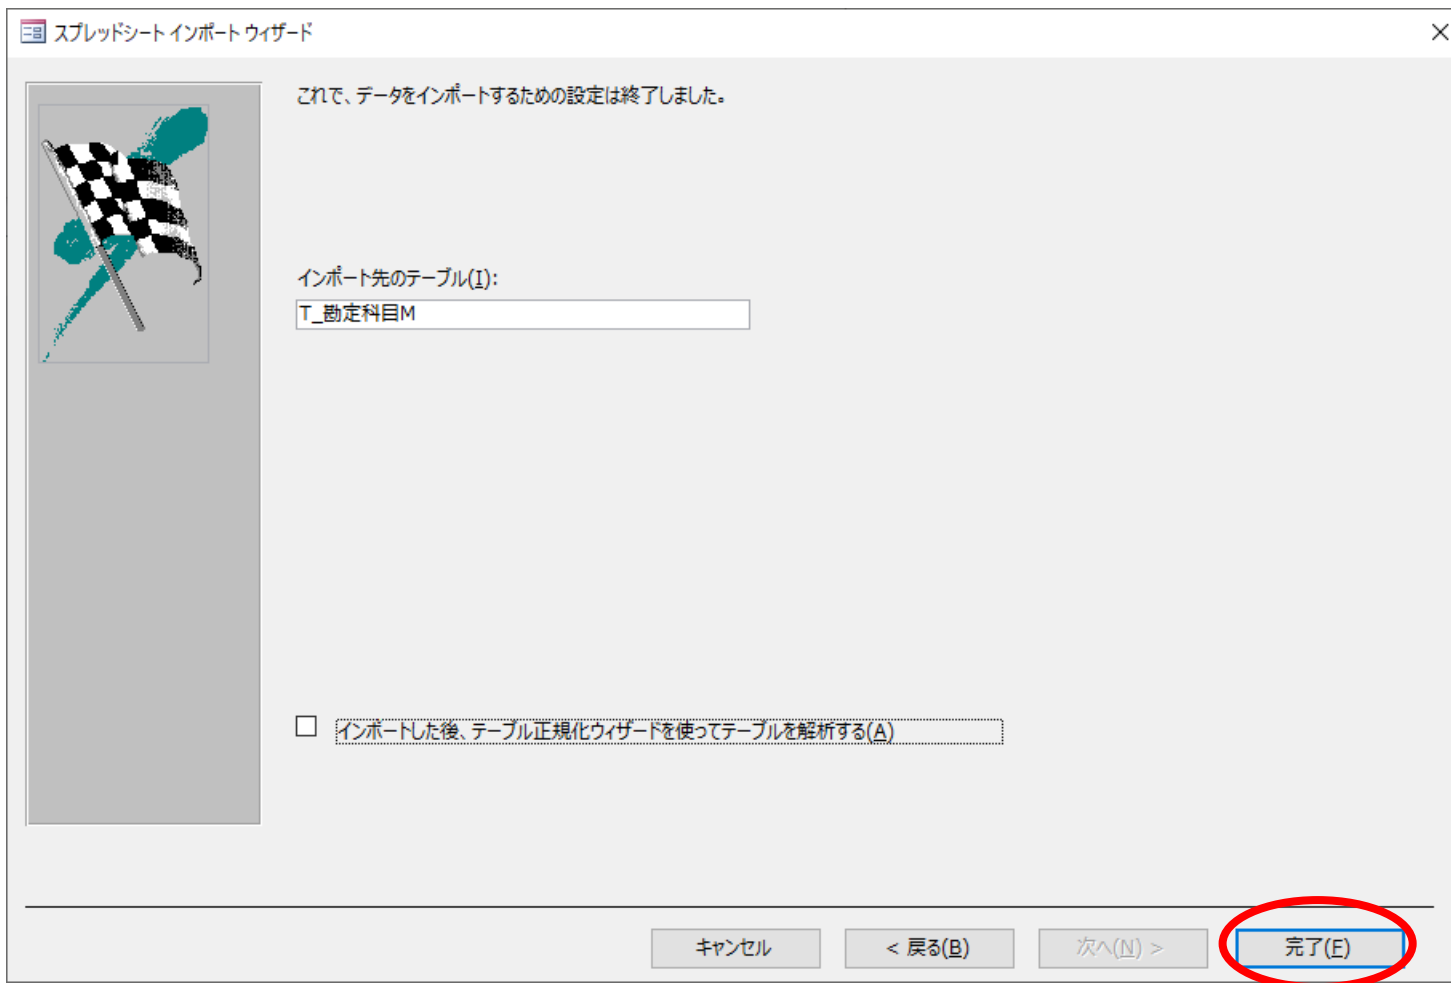 スプレッドシート インポート ウィザード
これで、データをインポートするための設定は終了しました。
インポート先のテーブル(I):
T_勘定科目M
インポートした後、テーブル正規化ウィザードを使ってテーブルを解析する(A)
キャンセル
< 戻る(B)
次へ(N) >
完了(F)